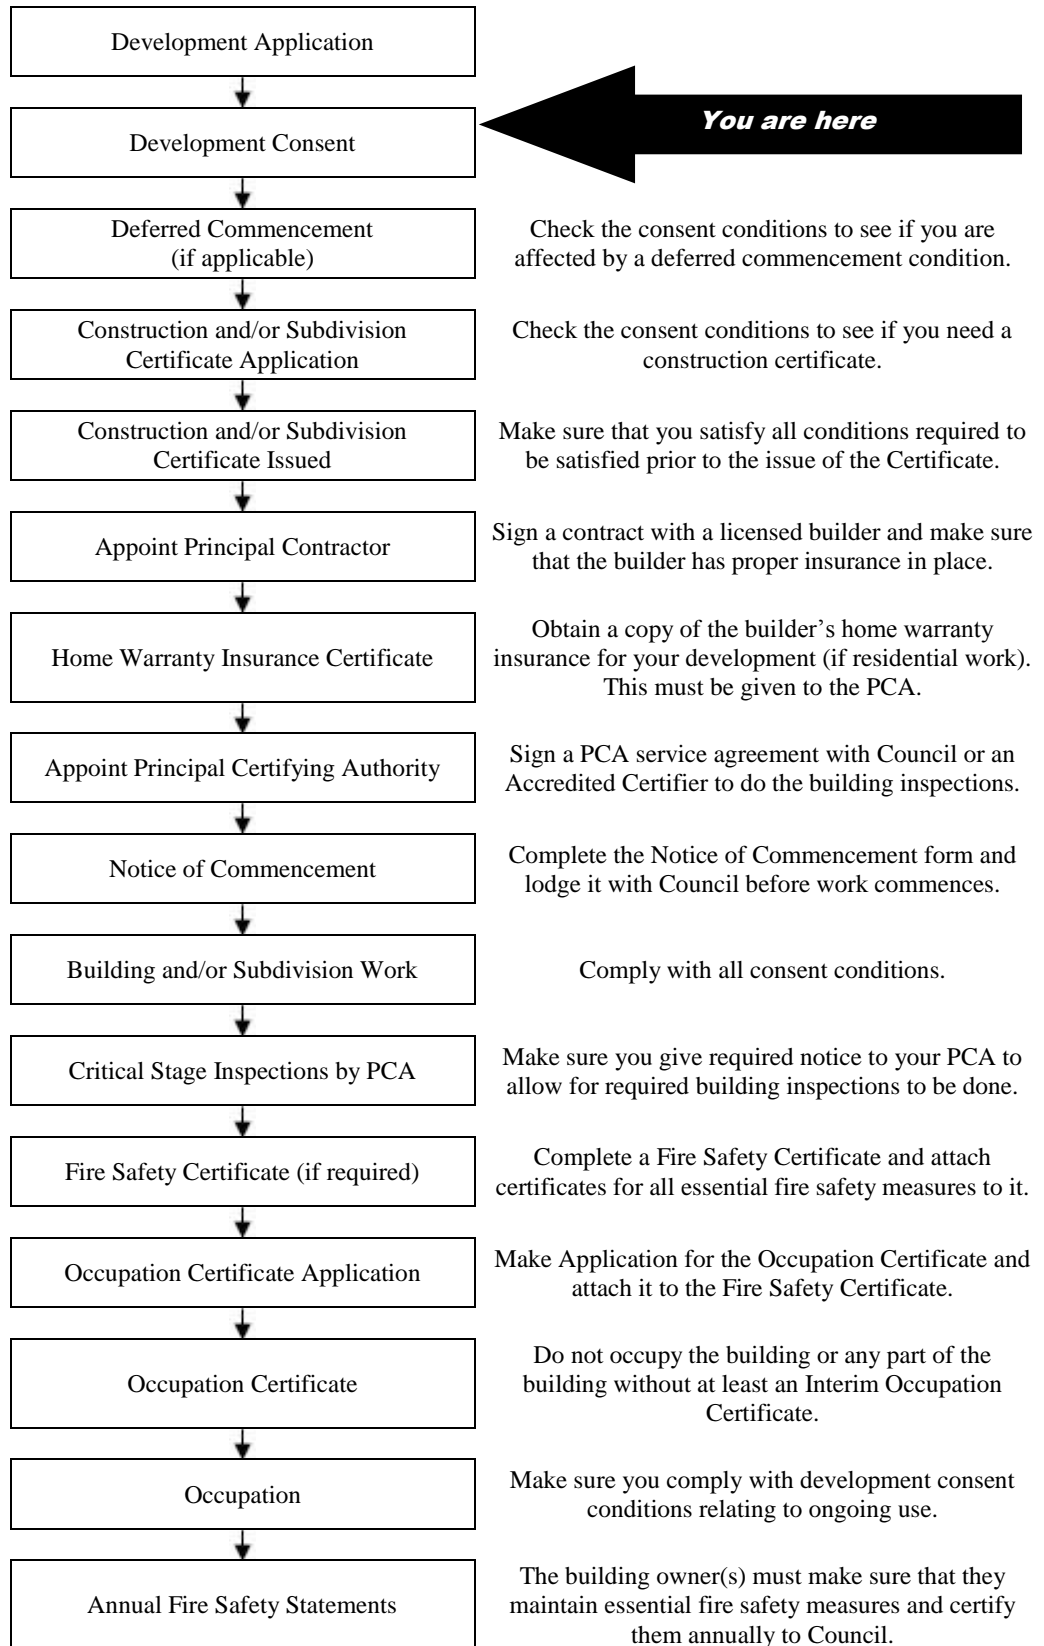 Development Application
Development Consent
You are here
Deferred Commencement
(if applicable)
Check the consent conditions to see if you are
affected by a deferred commencement condition.
Construction and/or Subdivision
Certificate Application
Check the consent conditions to see if you need a
construction certificate.
Construction and/or Subdivision
Certificate Issued
Make sure that you satisfy all conditions required to
be satisfied prior to the issue of the Certificate.
Appoint Principal Contractor
Sign a contract with a licensed builder and make sure
that the builder has proper insurance in place.
Home Warranty Insurance Certificate
Obtain a copy of the builder’s home warranty
insurance for your development (if residential work).
This must be given to the PCA.
Appoint Principal Certifying Authority
Sign a PCA service agreement with Council or an
Accredited Certifier to do the building inspections.
Notice of Commencement
Complete the Notice of Commencement form and
lodge it with Council before work commences.
Building and/or Subdivision Work
Comply with all consent conditions.
Critical Stage Inspections by PCA
Make sure you give required notice to your PCA to
allow for required building inspections to be done.
Fire Safety Certificate (if required)
Complete a Fire Safety Certificate and attach
certificates for all essential fire safety measures to it.
Occupation Certificate Application
Make Application for the Occupation Certificate and
attach it to the Fire Safety Certificate.
Occupation Certificate
Do not occupy the building or any part of the
building without at least an Interim Occupation
Certificate.
Occupation
Make sure you comply with development consent
conditions relating to ongoing use.
Annual Fire Safety Statements
The building owner(s) must make sure that they
maintain essential fire safety measures and certify
them annually to Council.